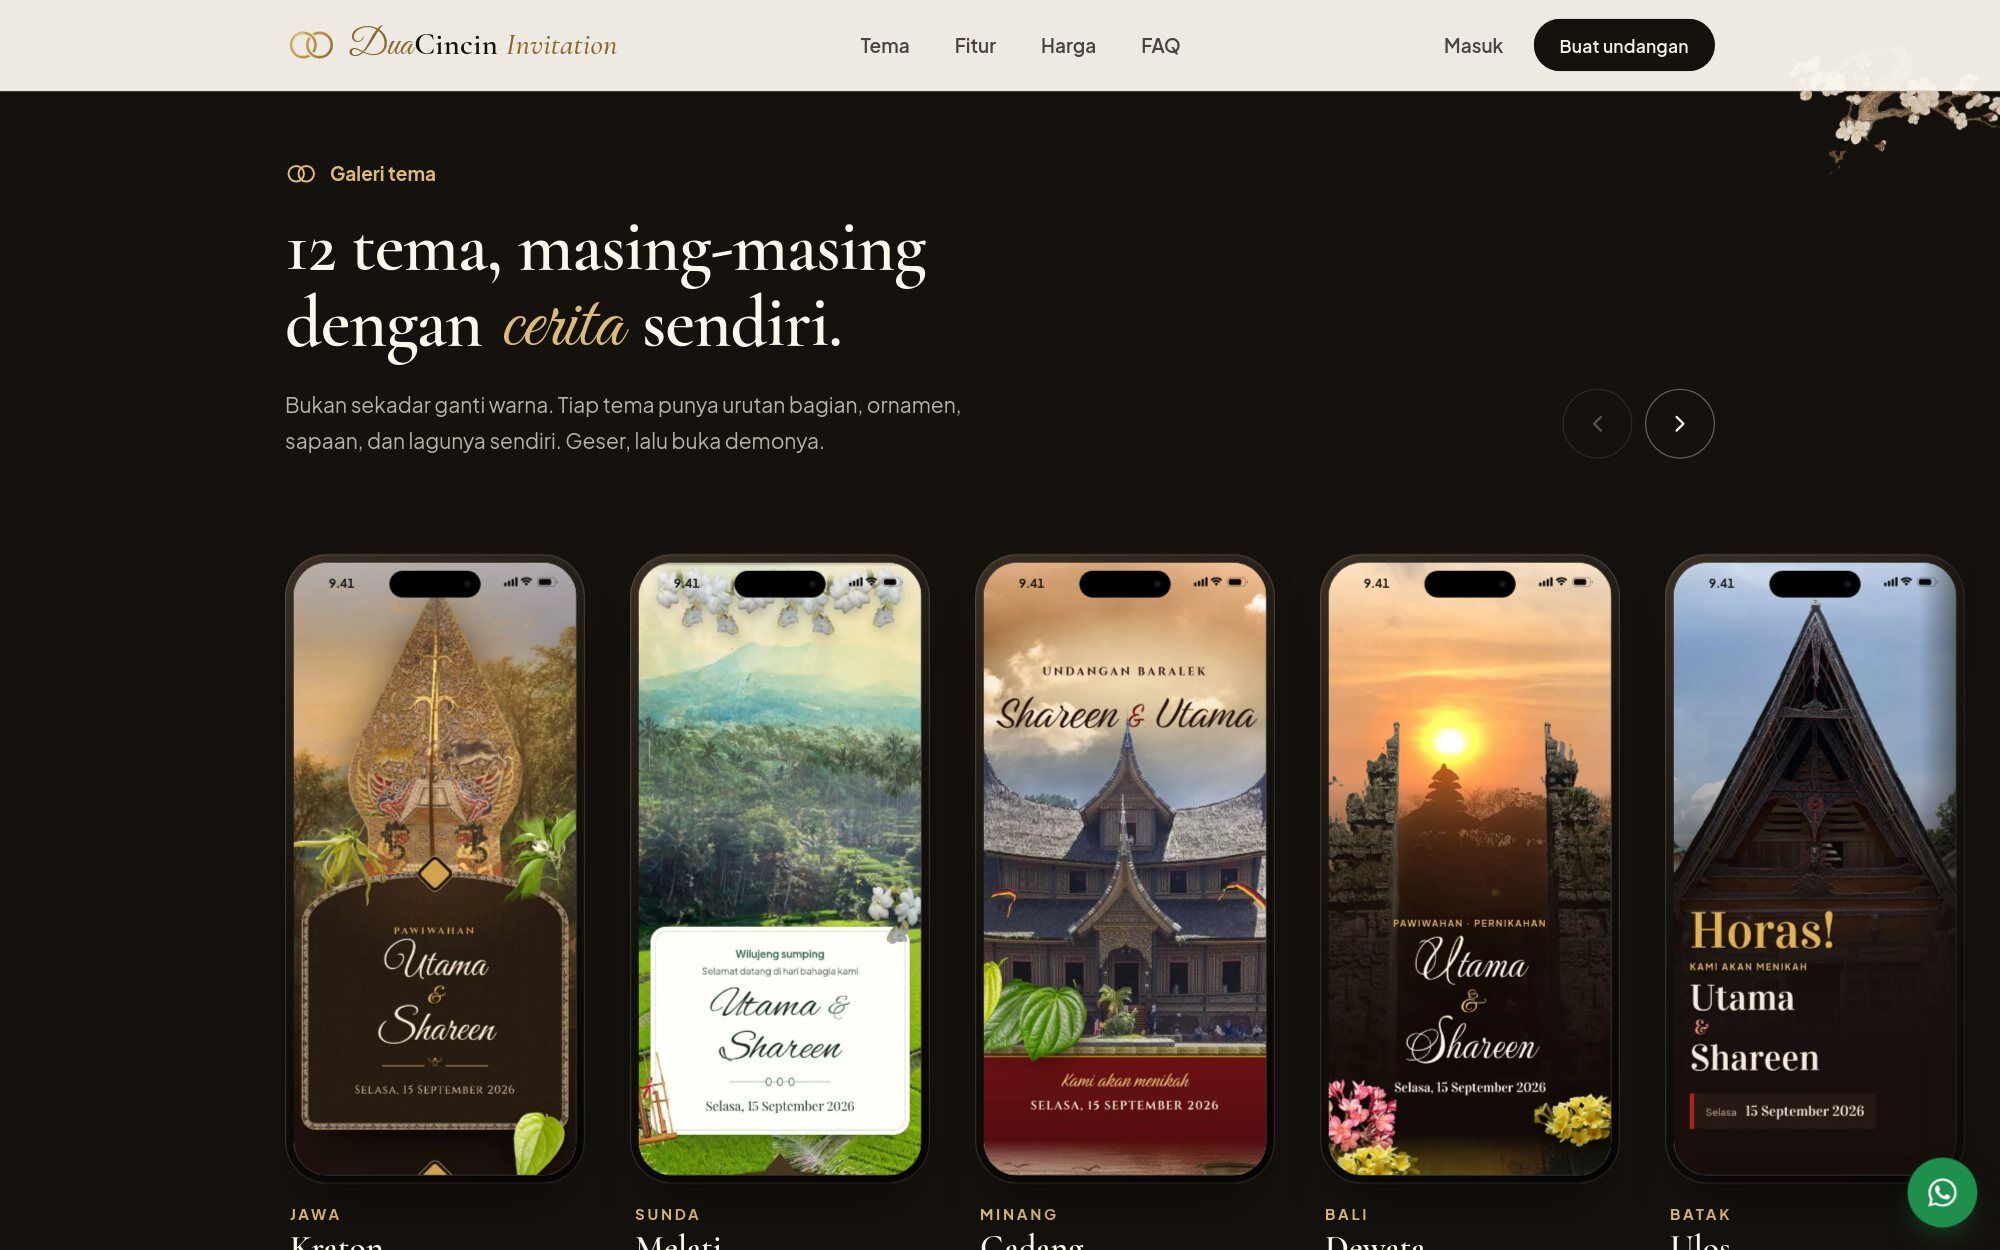 DuaCincin Invitation
Tema
Fitur
Harga
FAQ
Masuk
Buat undangan
Galeri tema
12 tema, masing-masing
dengan cerita sendiri.
Bukan sekadar ganti warna. Tiap tema punya urutan bagian, ornamen,
sapaan, dan lagunya sendiri. Geser, lalu buka demonya.
9.41
PAWIWAHAN
Utama
&
Shareen
SELASA, 15 SEPTEMBER 2026
JAWA
Kraton
9.41
Wilujeng sumping
Selamat datang di hari bahagia kami
Utama &
Shareen
Selasa, 15 September 2026
SUNDA
Melati
9.41
UNDANGAN BARALEK
Shareen & Utama
Kami akan menikah
SELASA, 15 SEPTEMBER 2026
MINANG
Gadang
9.41
PAWIWAHAN · PERNIKAHAN
Utama
&
Shareen
Selasa, 15 September 2026
BALI
Dewata
9.41
Horas!
KAMI AKAN MENIKAH
Utama
&
Shareen
Selasa 15 September 2026
BATAK
Ulos